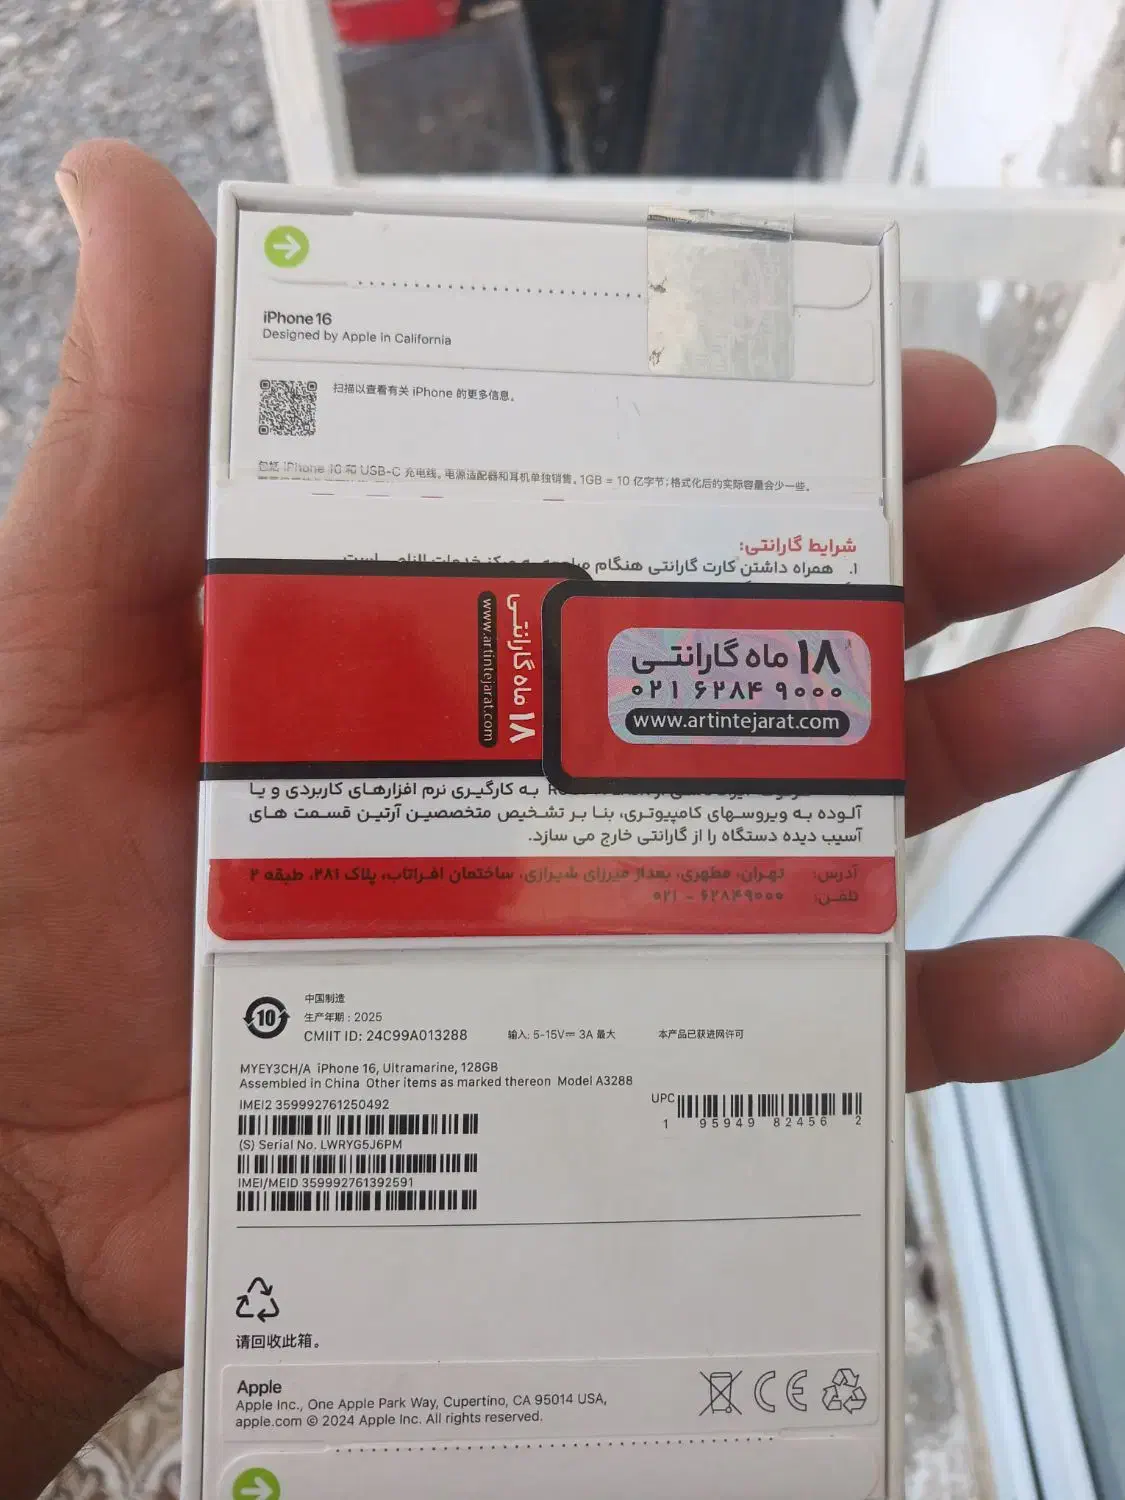 iPhone 16
Designed by Apple in California
扫描以查看有关 iPhone 的更多信息。
包括 iPhone 16 和 USB-C 充电线。电源适配器和耳机单独销售。1GB = 10 亿字节；格式化后的实际容量会少一些。
شرایط گارانتی:
۱. همراه داشتن کارت گارانتی هنگام مراجعه به مرکز خدمات الزامی است
۱۸ ماه گارانتی
www.artintejarat.com
۱۸ ماه گارانتی
۰۲۱ ۶۲۸۴ ۹۰۰۰
www.artintejarat.com
به کارگیری نرم افزارهای کاربردی و یا
آلوده به ویروسهای کامپیوتری، بنا بر تشخیص متخصصین آرتین قسمت های
آسیب دیده دستگاه را از گارانتی خارج می سازد.
آدرس: تهران، مطهری، بعداز میرزای شیرازی، ساختمان افراتاب، پلاک ۲۸۱، طبقه ۲
تلفن: ۶۲۸۴۹۰۰۰ - ۰۲۱
10
中国制造
生产年期：2025
CMIIT ID: 24C99A013288
输入: 5-15V⎓ 3A 最大
本产品已获进网许可
MYEY3CH/A iPhone 16, Ultramarine, 128GB
Assembled in China Other items as marked thereon Model A3288
IMEI2 359992761250492
(S) Serial No. LWRYG5J6PM
IMEI/MEID 359992761392591
UPC
1 95949 82456 2
请回收此箱。
Apple
Apple Inc., One Apple Park Way, Cupertino, CA 95014 USA,
apple.com © 2024 Apple Inc. All rights reserved.
CE